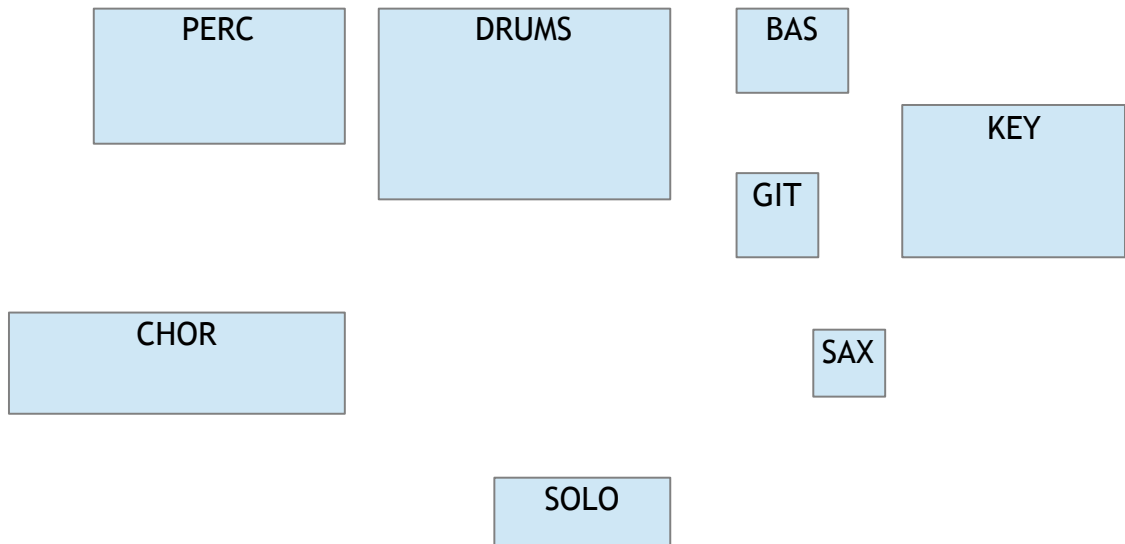 PERC
DRUMS
BAS
KEY
GIT
CHOR
SAX
SOLO